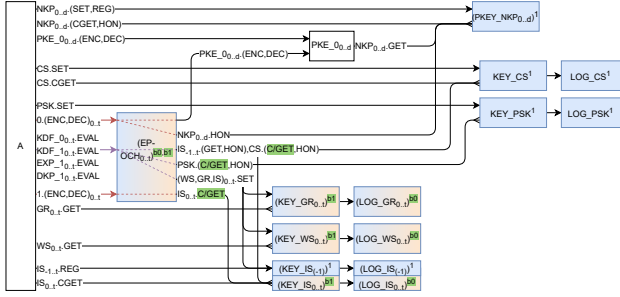 NKP0..d.(SET,REG)
(PKEY_NKP0..d)1
NKP0..d.(CGET,HON)
PKE_00..d.(ENC,DEC)
PKE_00..d
NKP0..d.GET
PKE_00..d.(ENC,DEC)
CS.SET
KEY_CS1
LOG_CS1
CS.CGET
PSK.SET
KEY_PSK1
LOG_PSK1
0.(ENC,DEC)0..t
NKP0..d.HON
A
KDF_00..t.EVAL
(EP-
OCH0..t)b0,b1
IS-1..t.(GET,HON),CS.(C/GET,HON)
KDF_10..t.EVAL
EXP_10..t.EVAL
PSK.(C/GET,HON)
DKP_10..t.EVAL
(WS,GR,IS)0..t.SET
1.(ENC,DEC)0..t
IS0..t.C/GET
GR0..t.GET
(KEY_GR0..t)b1
(LOG_GR0..t)b0
WS0..t.GET
(KEY_WS0..t)b1
(LOG_WS0..t)b0
IS-1..t.REG
(KEY_IS(-1))1
(LOG_IS(-1))1
IS0..t.CGET
(KEY_IS0..t)b1
(LOG_IS0..t)b0